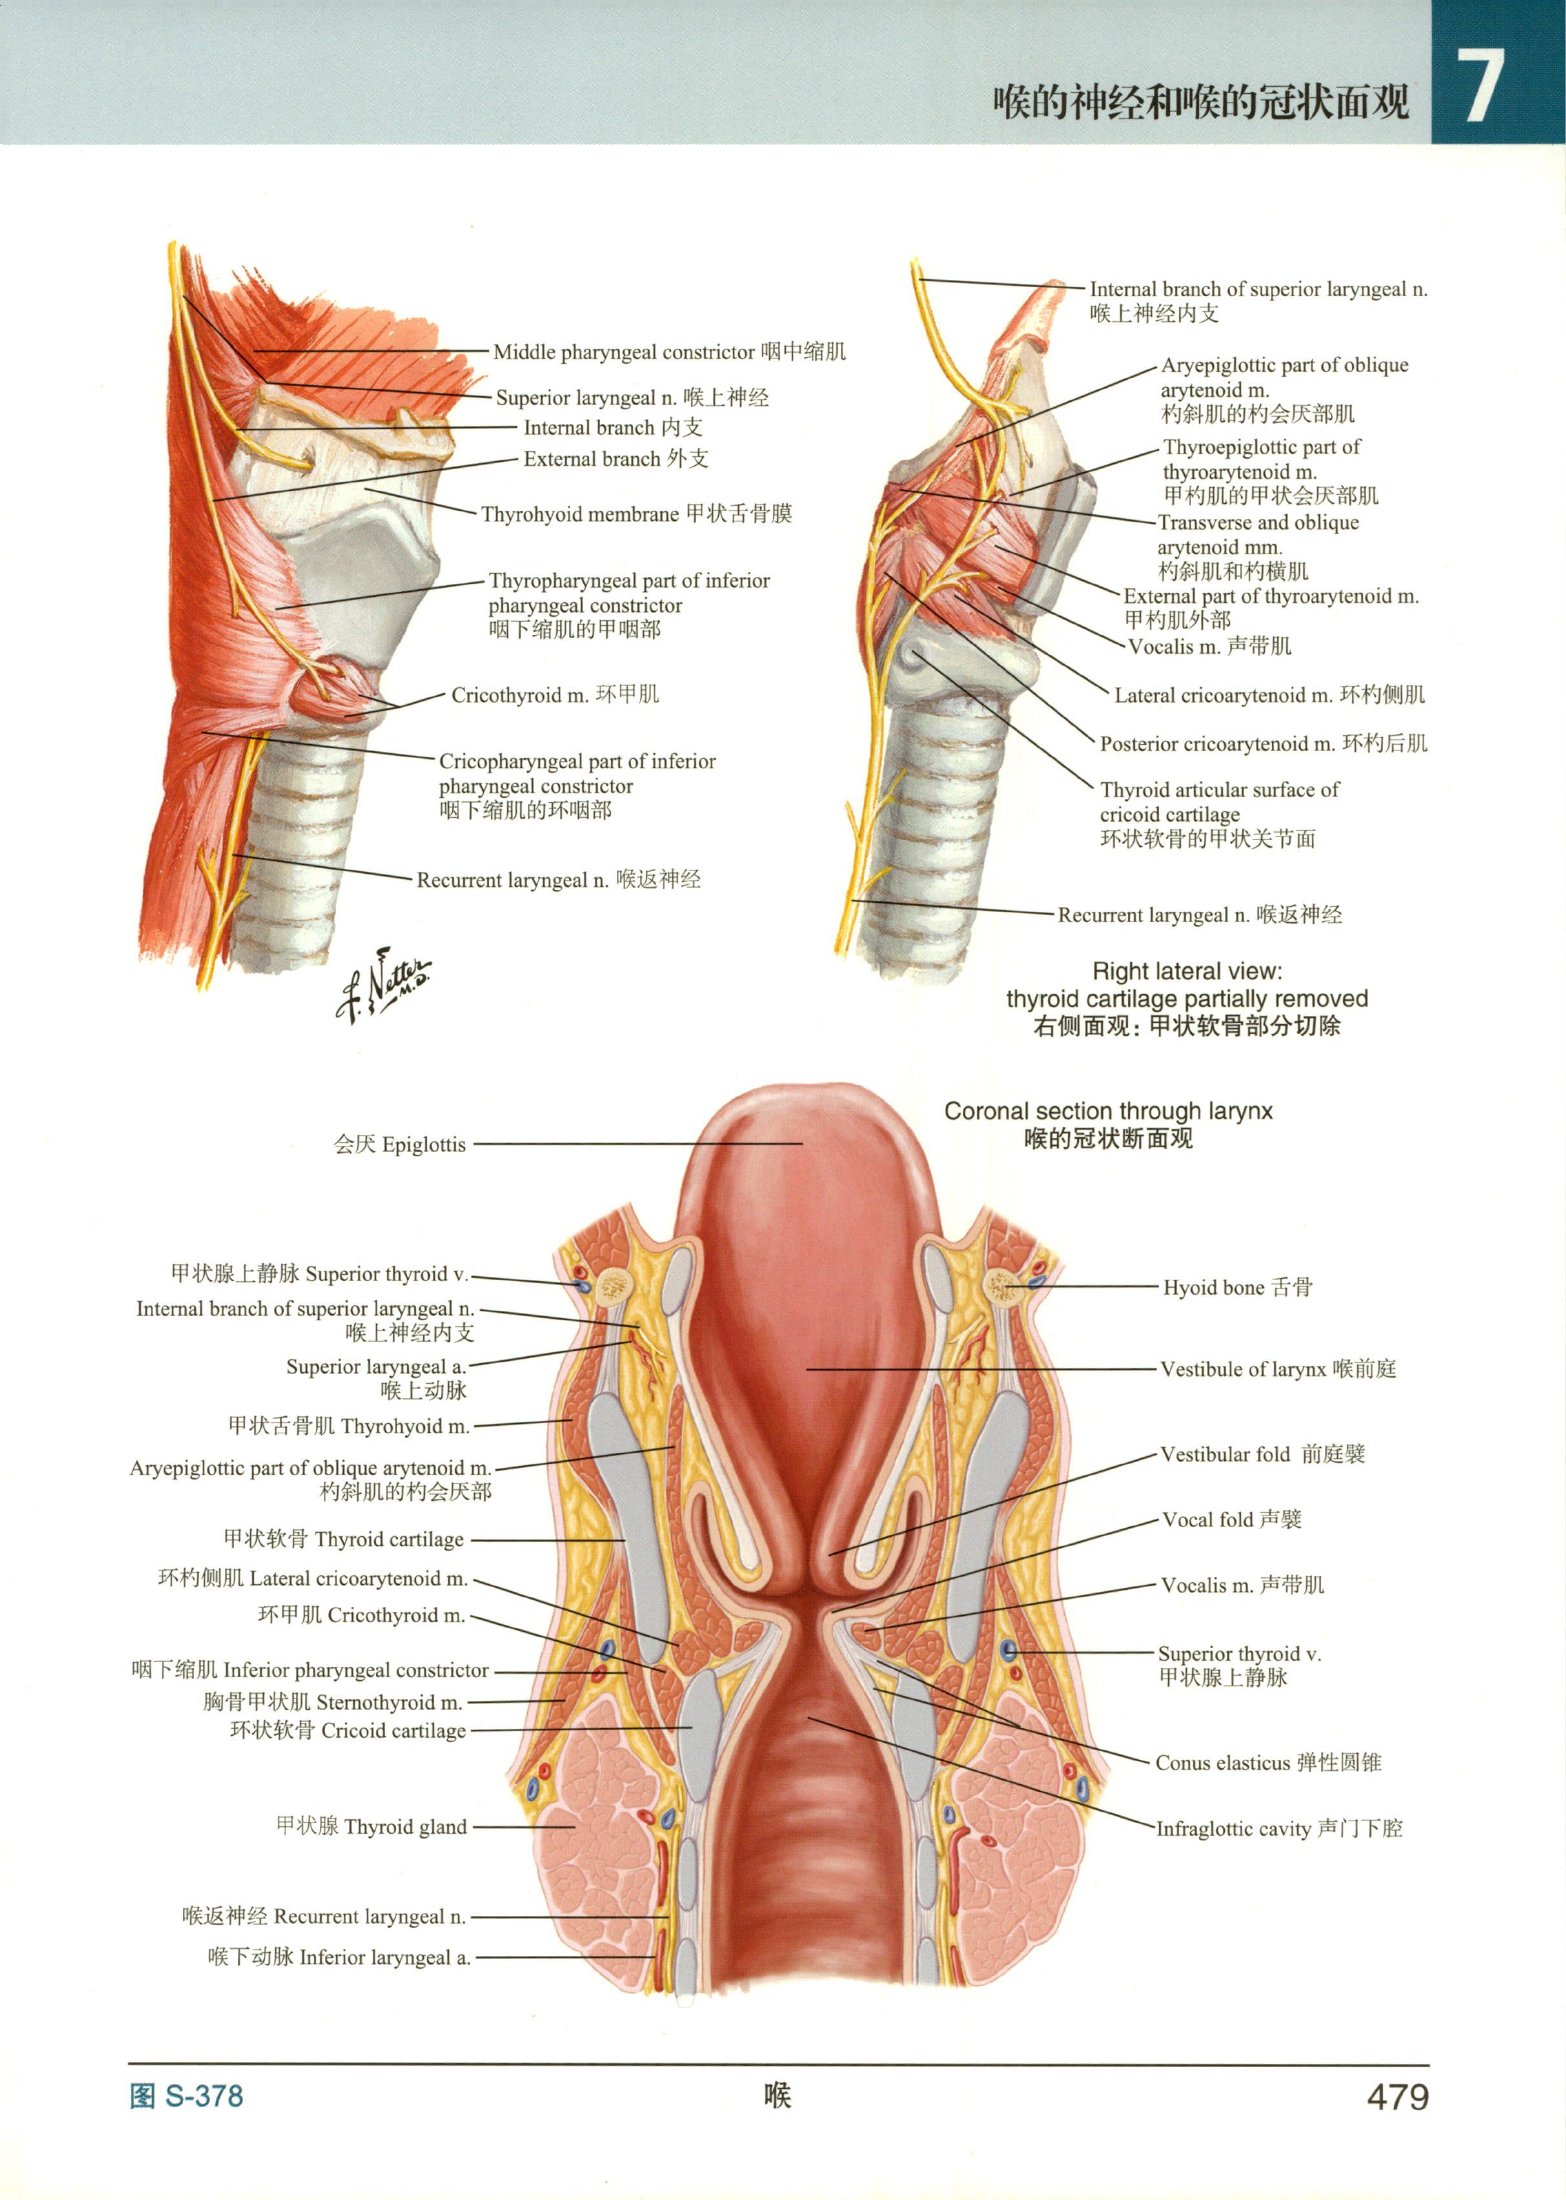 喉的神经和喉的冠状面观
7
Middle pharyngeal constrictor 咽中缩肌
Superior laryngeal n. 喉上神经
Internal branch 内支
External branch 外支
Thyrohyoid membrane 甲状舌骨膜
Thyropharyngeal part of inferior
pharyngeal constrictor
咽下缩肌的甲咽部
Cricothyroid m. 环甲肌
Cricopharyngeal part of inferior
pharyngeal constrictor
咽下缩肌的环咽部
Recurrent laryngeal n. 喉返神经
F. Netter
M.D.
Internal branch of superior laryngeal n.
喉上神经内支
Aryepiglottic part of oblique
arytenoid m.
杓斜肌的杓会厌部肌
Thyroepiglottic part of
thyroarytenoid m.
甲杓肌的甲状会厌部肌
Transverse and oblique
arytenoid mm.
杓斜肌和杓横肌
External part of thyroarytenoid m.
甲杓肌外部
Vocalis m. 声带肌
Lateral cricoarytenoid m. 环杓侧肌
Posterior cricoarytenoid m. 环杓后肌
Thyroid articular surface of
cricoid cartilage
环状软骨的甲状关节面
Recurrent laryngeal n. 喉返神经
Right lateral view:
thyroid cartilage partially removed
右侧面观：甲状软骨部分切除
Coronal section through larynx
喉的冠状断面观
会厌 Epiglottis
甲状腺上静脉 Superior thyroid v.
Internal branch of superior laryngeal n.
喉上神经内支
Superior laryngeal a.
喉上动脉
甲状舌骨肌 Thyrohyoid m.
Aryepiglottic part of oblique arytenoid m.
杓斜肌的杓会厌部
甲状软骨 Thyroid cartilage
环杓侧肌 Lateral cricoarytenoid m.
环甲肌 Cricothyroid m.
咽下缩肌 Inferior pharyngeal constrictor
胸骨甲状肌 Sternothyroid m.
环状软骨 Cricoid cartilage
甲状腺 Thyroid gland
喉返神经 Recurrent laryngeal n.
喉下动脉 Inferior laryngeal a.
Hyoid bone 舌骨
Vestibule of larynx 喉前庭
Vestibular fold 前庭襞
Vocal fold 声襞
Vocalis m. 声带肌
Superior thyroid v.
甲状腺上静脉
Conus elasticus 弹性圆锥
Infraglottic cavity 声门下腔
图 S-378
喉
479